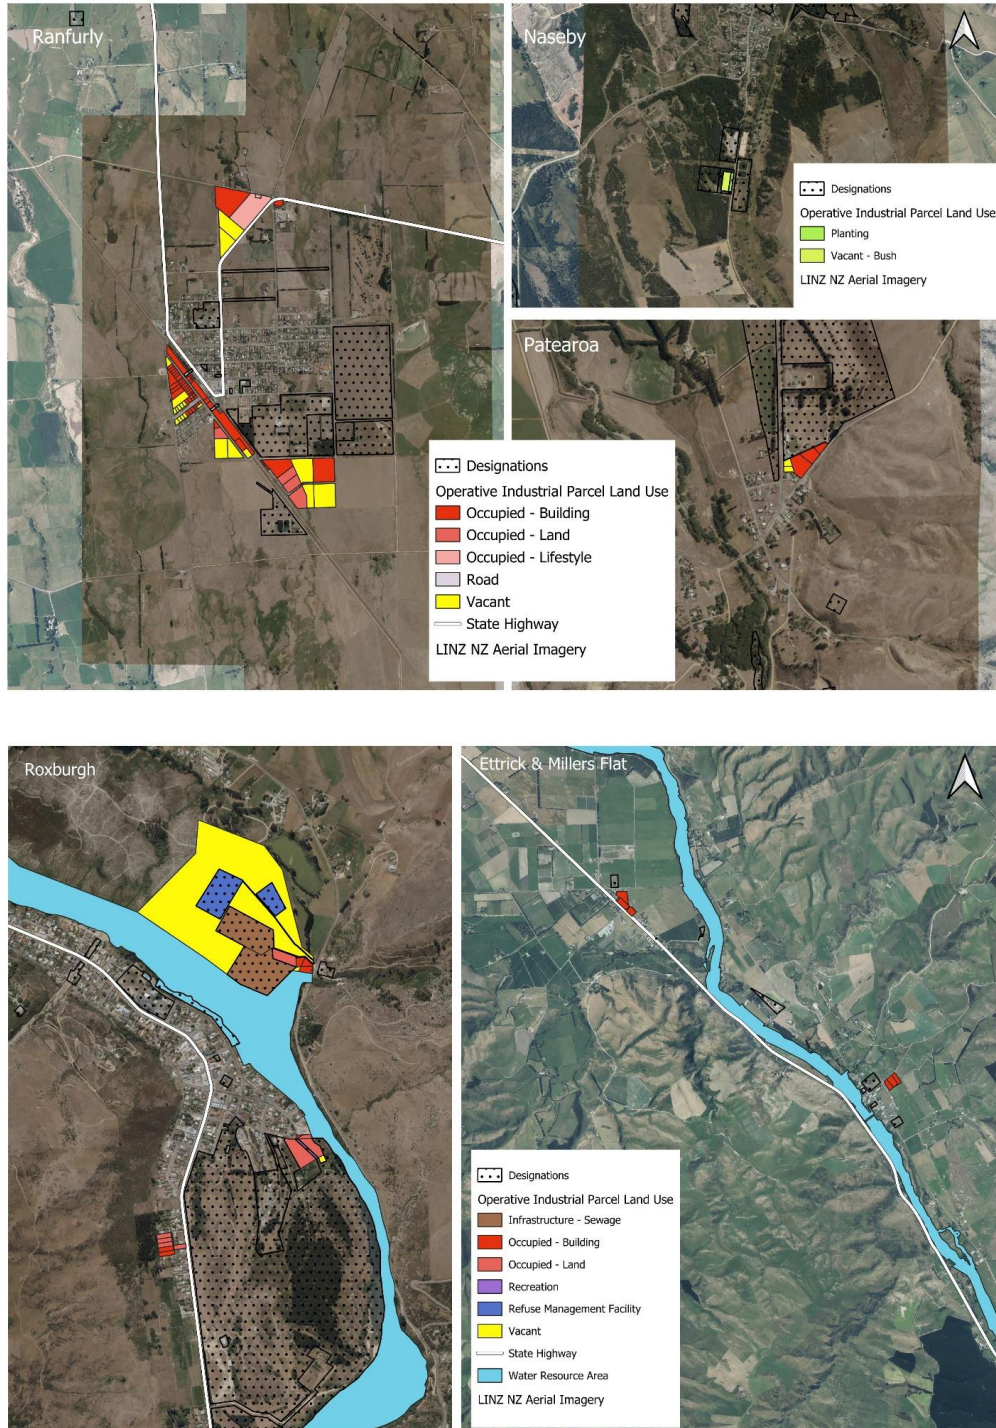 Ranfurly
Naseby
Designations
Operative Industrial Parcel Land Use
Planting
Vacant - Bush
LINZ NZ Aerial Imagery
Patearoa
Designations
Operative Industrial Parcel Land Use
Occupied - Building
Occupied - Land
Occupied - Lifestyle
Road
Vacant
State Highway
LINZ NZ Aerial Imagery
Roxburgh
Ettrick & Millers Flat
Designations
Operative Industrial Parcel Land Use
Infrastructure - Sewage
Occupied - Building
Occupied - Land
Recreation
Refuse Management Facility
Vacant
State Highway
Water Resource Area
LINZ NZ Aerial Imagery